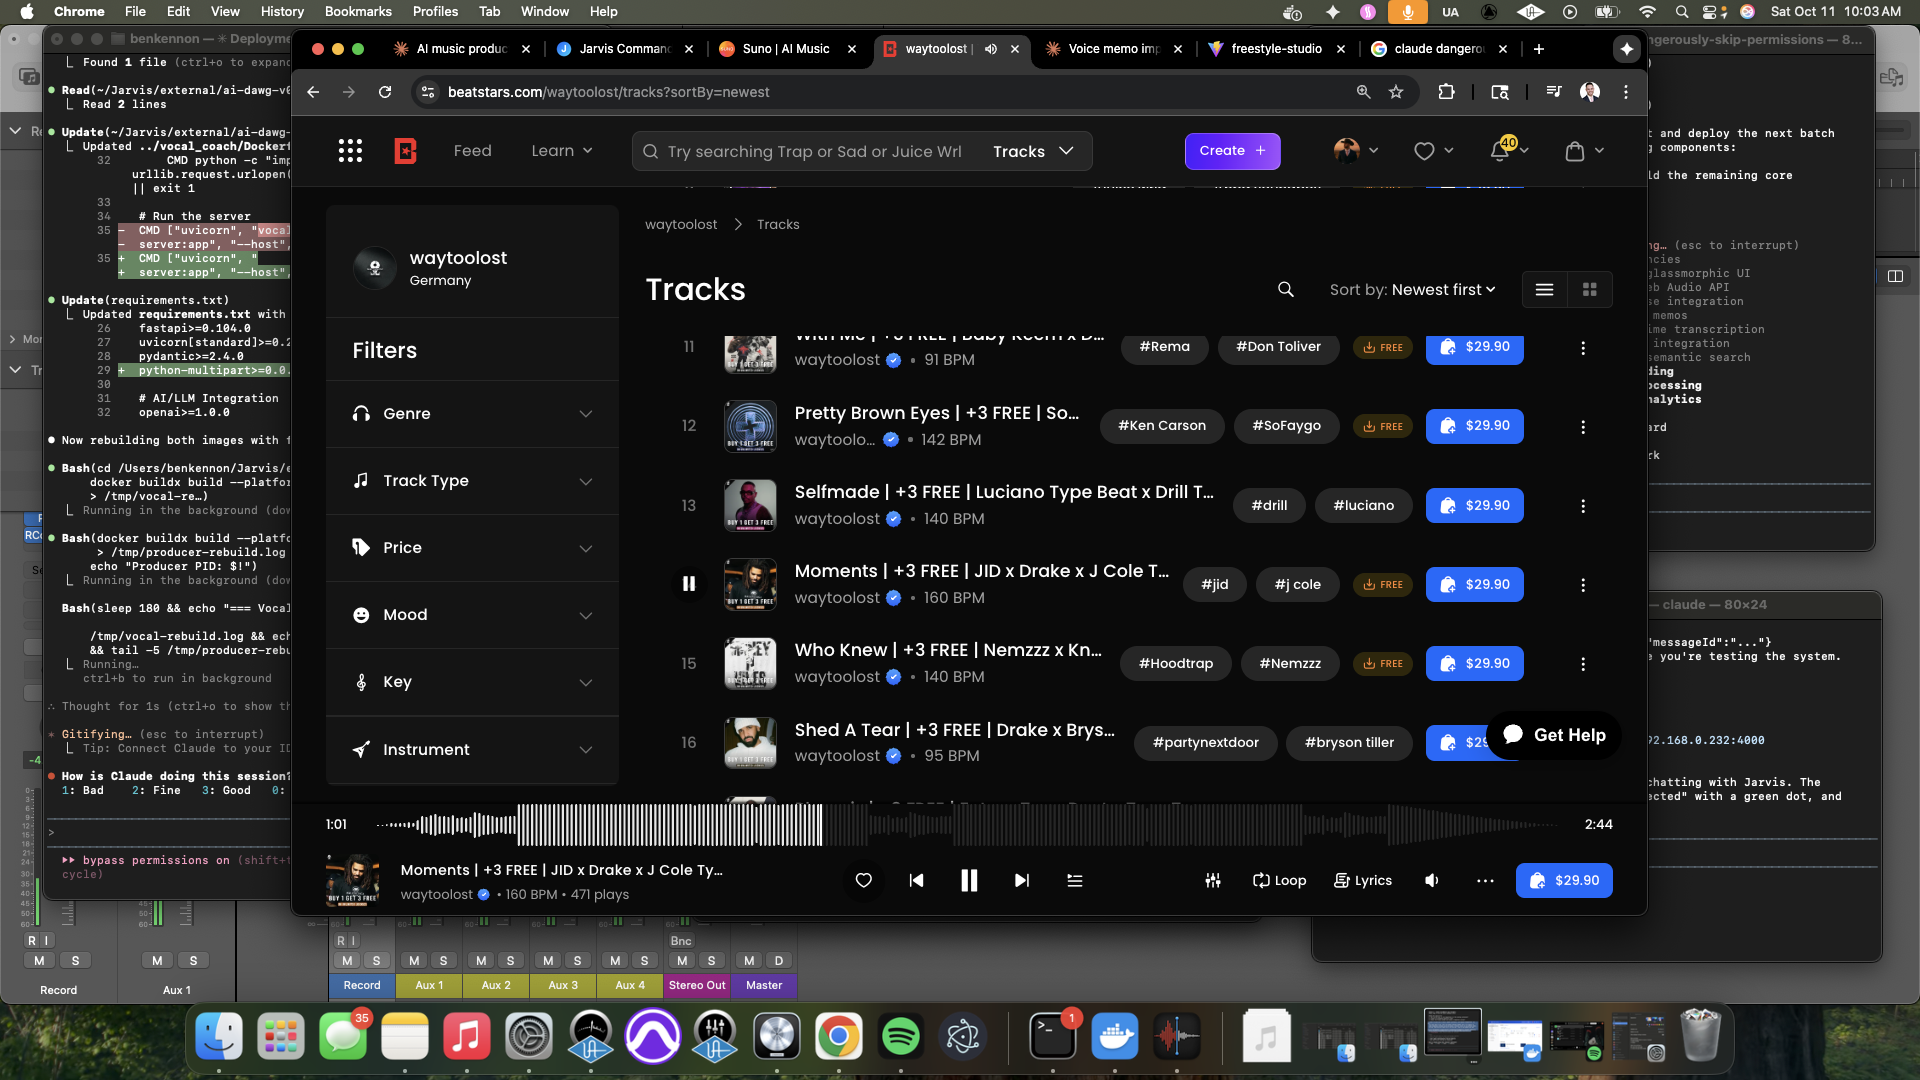 Chrome File Edit View History Bookmarks Profiles Tab Window Help
UA
Sat Oct 11 10:03 AM
benkennon — ✳ Deployme
ngerously-skip-permissions — 8...
AI music produc
Jarvis Comman
Suno | AI Music
waytoolost |
Voice memo imp
freestyle-studio
claude dangero
beatstars.com/waytoolost/tracks?sortBy=newest
Feed
Learn
Try searching Trap or Sad or Juice Wrl
Tracks
Create +
40
waytoolost > Tracks
waytoolost
Germany
Tracks
Sort by: Newest first
Filters
Genre
Track Type
Price
Mood
Key
Instrument
11
With Me | +3 FREE | Baby Keem x D...
waytoolost • 91 BPM
#Rema
#Don Toliver
FREE
$29.90
12
Pretty Brown Eyes | +3 FREE | So...
waytoolo... • 142 BPM
#Ken Carson
#SoFaygo
FREE
$29.90
13
Selfmade | +3 FREE | Luciano Type Beat x Drill T...
waytoolost • 140 BPM
#drill
#luciano
$29.90
Moments | +3 FREE | JID x Drake x J Cole T...
waytoolost • 160 BPM
#jid
#j cole
FREE
$29.90
15
Who Knew | +3 FREE | Nemzzz x Kn...
waytoolost • 140 BPM
#Hoodtrap
#Nemzzz
FREE
$29.90
16
Shed A Tear | +3 FREE | Drake x Brys...
waytoolost • 95 BPM
#partynextdoor
#bryson tiller
Get Help
1:01
2:44
Moments | +3 FREE | JID x Drake x J Cole Ty...
waytoolost • 160 BPM • 471 plays
Loop
Lyrics
$29.90
Found 1 file (ctrl+o to expand
Read(~/Jarvis/external/ai-dawg-v0
Read 2 lines
Update(~/Jarvis/external/ai-dawg-
Updated ../vocal_coach/Dockerf
32 CMD python -c "imp
urllib.request.urlopen(
|| exit 1
33
34 # Run the server
35 - CMD ["uvicorn", "vocal
- server:app", "--host",
35 + CMD ["uvicorn", "
+ server:app", "--host",
Update(requirements.txt)
Updated requirements.txt with
26 fastapi>=0.104.0
27 uvicorn[standard]>=0.2
28 pydantic>=2.4.0
29 + python-multipart>=0.0.
30
31 # AI/LLM Integration
32 openai>=1.0.0
Now rebuilding both images with f
Bash(cd /Users/benkennon/Jarvis/e
docker buildx build --platfo
> /tmp/vocal-re…)
Running in the background (dow
Bash(docker buildx build --platfo
> /tmp/producer-rebuild.log
echo "Producer PID: $!")
Running in the background (dow
Bash(sleep 180 && echo "=== Vocal
/tmp/vocal-rebuild.log && ech
&& tail -5 /tmp/producer-rebu
Running…
ctrl+b to run in background
Thought for 1s (ctrl+o to show th
Gitifying… (esc to interrupt)
Tip: Connect Claude to your ID
How is Claude doing this session?
1: Bad 2: Fine 3: Good 0:
>
bypass permissions on (shift+t
cycle)
t and deploy the next batch
g components:
ld the remaining core
ng… (esc to interrupt)
cies
glassmorphic UI
eb Audio API
se integration
memos
ime transcription
integration
semantic search
ding
ocessing
nalytics
ard
rk
— claude — 80×24
"messageId":"..."}
e you're testing the system.
92.168.0.232:4000
chatting with Jarvis. The
ected" with a green dot, and
R I
M S
M S
Record
Aux 1
R I
Bnc
M S M S M S M S M S M S M D
Record Aux 1 Aux 2 Aux 3 Aux 4 Stereo Out Master
35
1